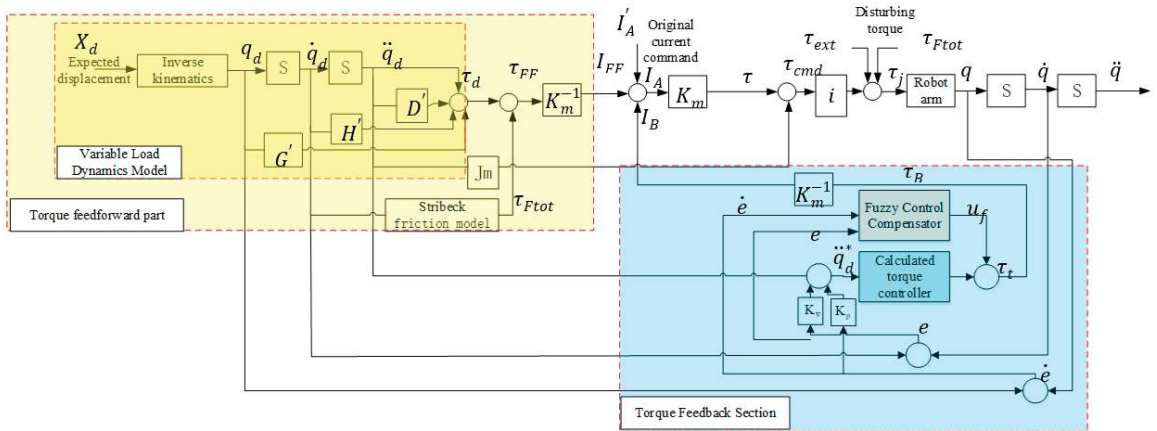 X_d
Expected
displacement
Inverse
kinematics
q_d
S
q̇_d
S
q̈_d
D′
H′
G′
τ_d
τ_FF
K_m^{-1}
I_FF
I_A′
Original
current
command
I_A
I_B
K_m
τ
τ_cmd
i
τ_ext
Disturbing
torque
τ_Ftot
τ_j
Robot
arm
q
S
q̇
S
q̈
Variable Load
Dynamics Model
Jm
Torque feedforward part
Stribeck
friction model
τ_Ftot
K_m^{-1}
τ_B
ė
e
Fuzzy Control
Compensator
u_f
q̈_d^*
Calculated
torque
controller
τ_t
K_v
K_p
e
ė
Torque Feedback Section